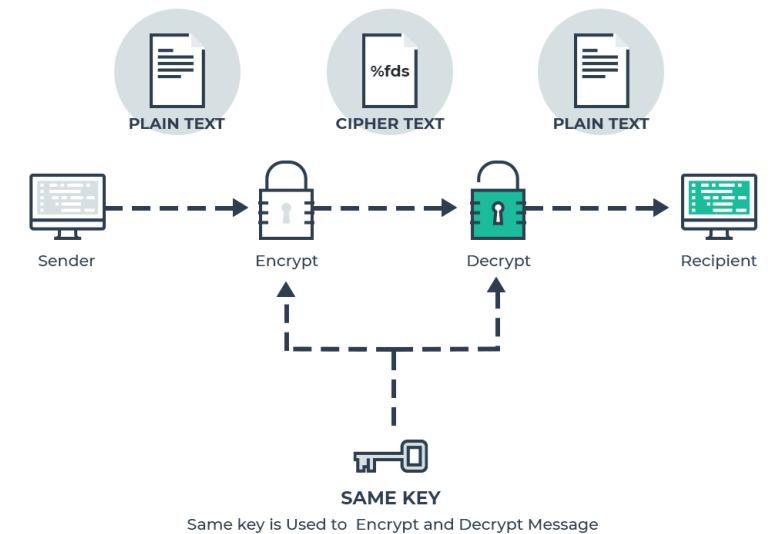 PLAIN TEXT
%fds
CIPHER TEXT
PLAIN TEXT
Sender
Encrypt
Decrypt
Recipient
SAME KEY
Same key is Used to Encrypt and Decrypt Message